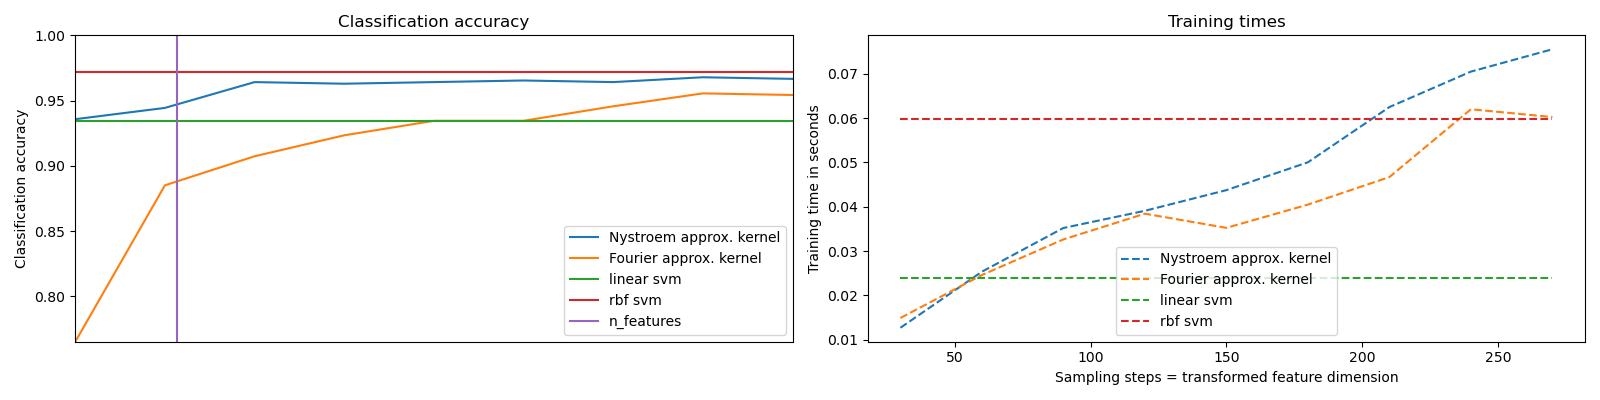 Classification accuracy
Classification accuracy
1.00
0.95
0.90
0.85
0.80
Nystroem approx. kernel
Fourier approx. kernel
linear svm
rbf svm
n_features
Training times
Training time in seconds
0.07
0.06
0.05
0.04
0.03
0.02
0.01
Nystroem approx. kernel
Fourier approx. kernel
linear svm
rbf svm
50 100 150 200 250
Sampling steps = transformed feature dimension